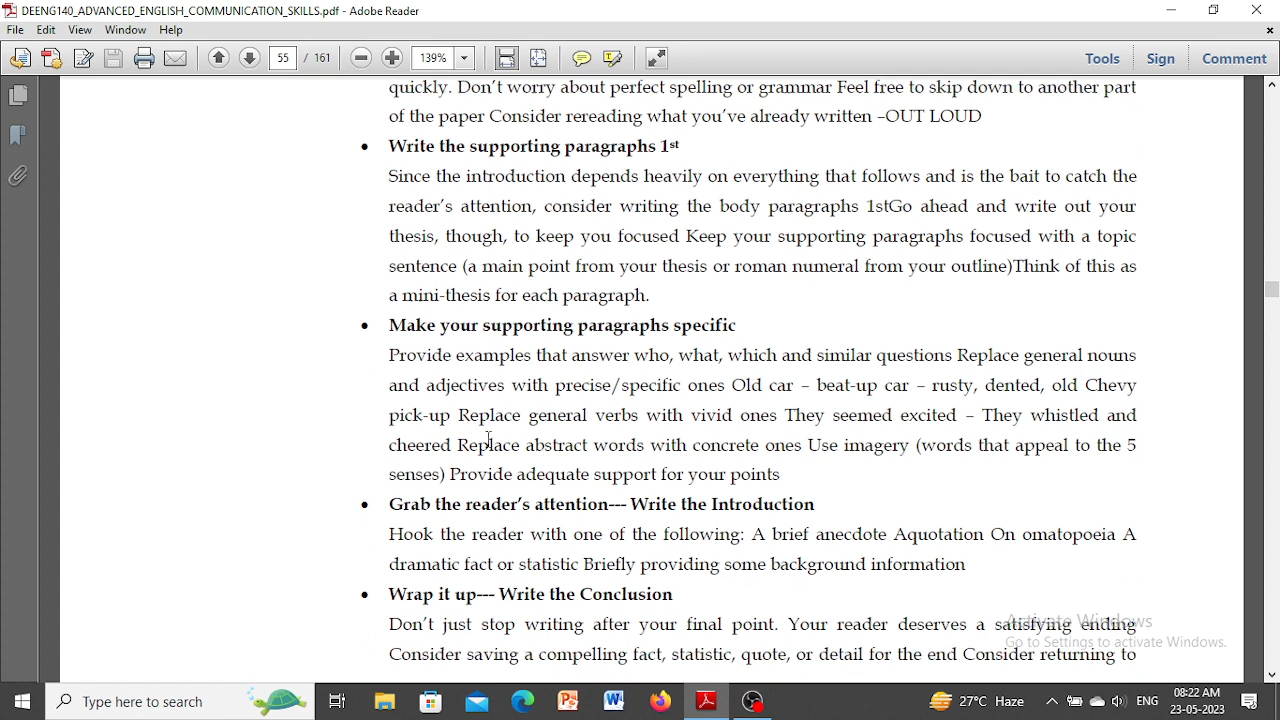 DEENG140_ADVANCED_ENGLISH_COMMUNICATION_SKILLS.pdf - Adobe Reader
File Edit View Window Help
55 / 161 139% Tools Sign Comment
quickly. Don't worry about perfect spelling or grammar Feel free to skip down to another part
of the paper Consider rereading what you've already written –OUT LOUD
• Write the supporting paragraphs 1st
Since the introduction depends heavily on everything that follows and is the bait to catch the
reader's attention, consider writing the body paragraphs 1stGo ahead and write out your
thesis, though, to keep you focused Keep your supporting paragraphs focused with a topic
sentence (a main point from your thesis or roman numeral from your outline)Think of this as
a mini-thesis for each paragraph.
• Make your supporting paragraphs specific
Provide examples that answer who, what, which and similar questions Replace general nouns
and adjectives with precise/specific ones Old car – beat-up car – rusty, dented, old Chevy
pick-up Replace general verbs with vivid ones They seemed excited – They whistled and
cheered Replace abstract words with concrete ones Use imagery (words that appeal to the 5
senses) Provide adequate support for your points
• Grab the reader's attention--- Write the Introduction
Hook the reader with one of the following: A brief anecdote Aquotation On omatopoeia A
dramatic fact or statistic Briefly providing some background information
• Wrap it up--- Write the Conclusion
Don't just stop writing after your final point. Your reader deserves a satisfying ending
Consider saving a compelling fact, statistic, quote, or detail for the end Consider returning to
Activate Windows
Go to Settings to activate Windows.
Type here to search
27°C Haze ENG 08:22 AM
23-05-2023